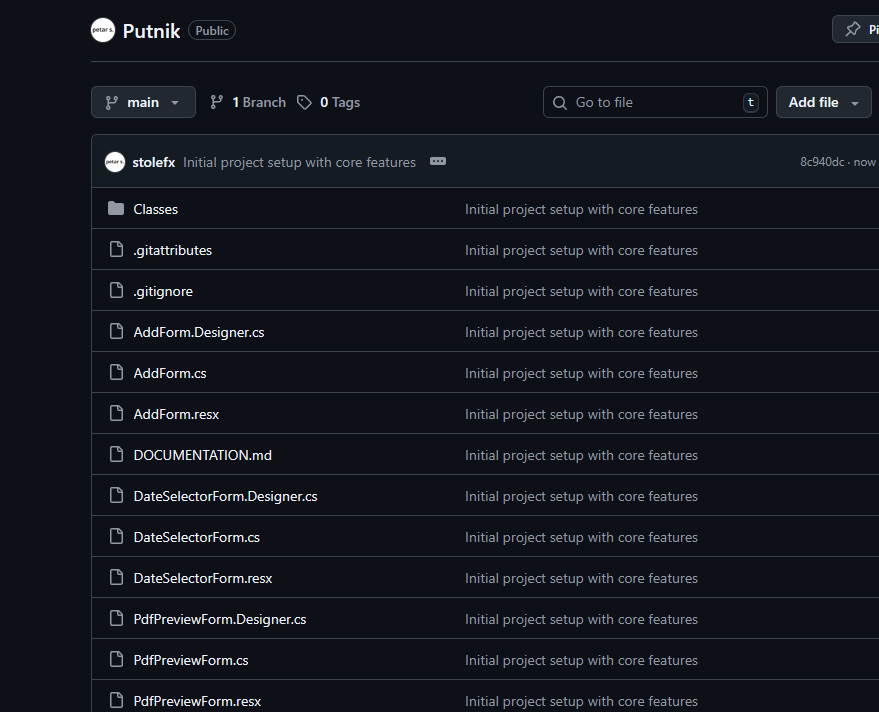 petar s.
Putnik Public
Pi
main 1 Branch 0 Tags Go to file t Add file
petar s. stolefx Initial project setup with core features 8c940dc · now
Classes Initial project setup with core features
.gitattributes Initial project setup with core features
.gitignore Initial project setup with core features
AddForm.Designer.cs Initial project setup with core features
AddForm.cs Initial project setup with core features
AddForm.resx Initial project setup with core features
DOCUMENTATION.md Initial project setup with core features
DateSelectorForm.Designer.cs Initial project setup with core features
DateSelectorForm.cs Initial project setup with core features
DateSelectorForm.resx Initial project setup with core features
PdfPreviewForm.Designer.cs Initial project setup with core features
PdfPreviewForm.cs Initial project setup with core features
PdfPreviewForm.resx Initial project setup with core features